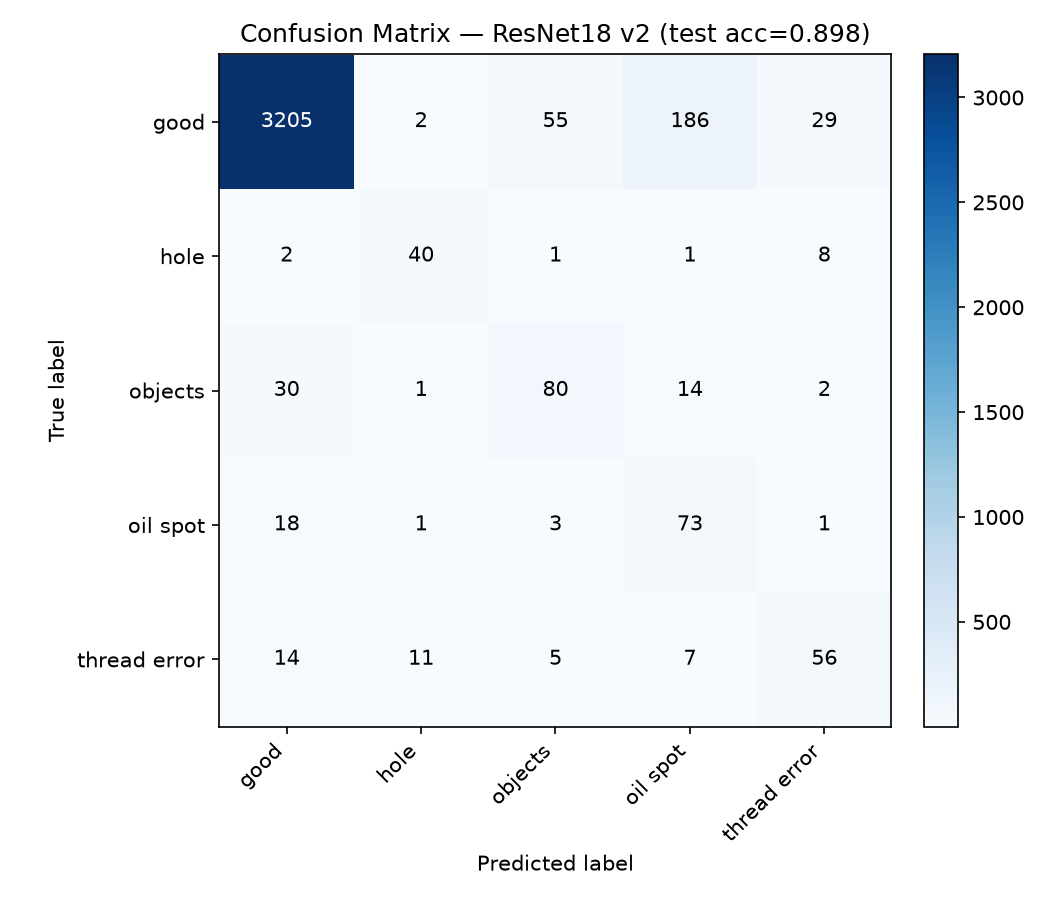 Confusion Matrix — ResNet18 v2 (test acc=0.898)
good 3205 2 55 186 29
hole 2 40 1 1 8
objects 30 1 80 14 2
oil spot 18 1 3 73 1
thread error 14 11 5 7 56
good hole objects oil spot thread error
Predicted label
True label
3000
2500
2000
1500
1000
500